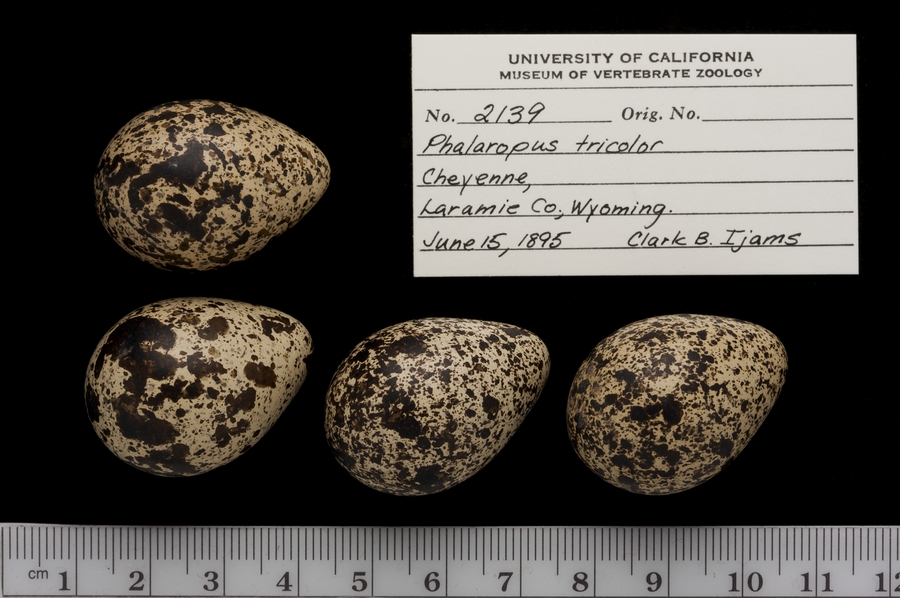 UNIVERSITY OF CALIFORNIA
MUSEUM OF VERTEBRATE ZOOLOGY
No. 2139 Orig. No.
Phalaropus tricolor
Cheyenne,
Laramie Co., Wyoming.
June 15, 1895 Clark B. Ijams
cm 1 2 3 4 5 6 7 8 9 10 11 12